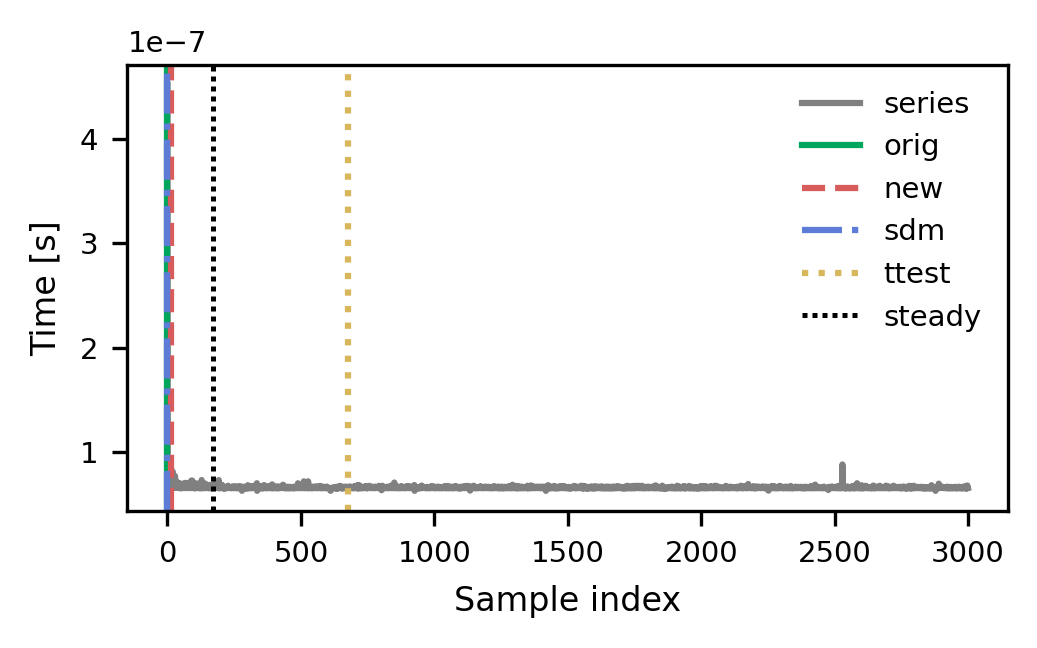 1e−7
4
3
2
1
Time [s]
series
orig
new
sdm
ttest
steady
0 500 1000 1500 2000 2500 3000
Sample index